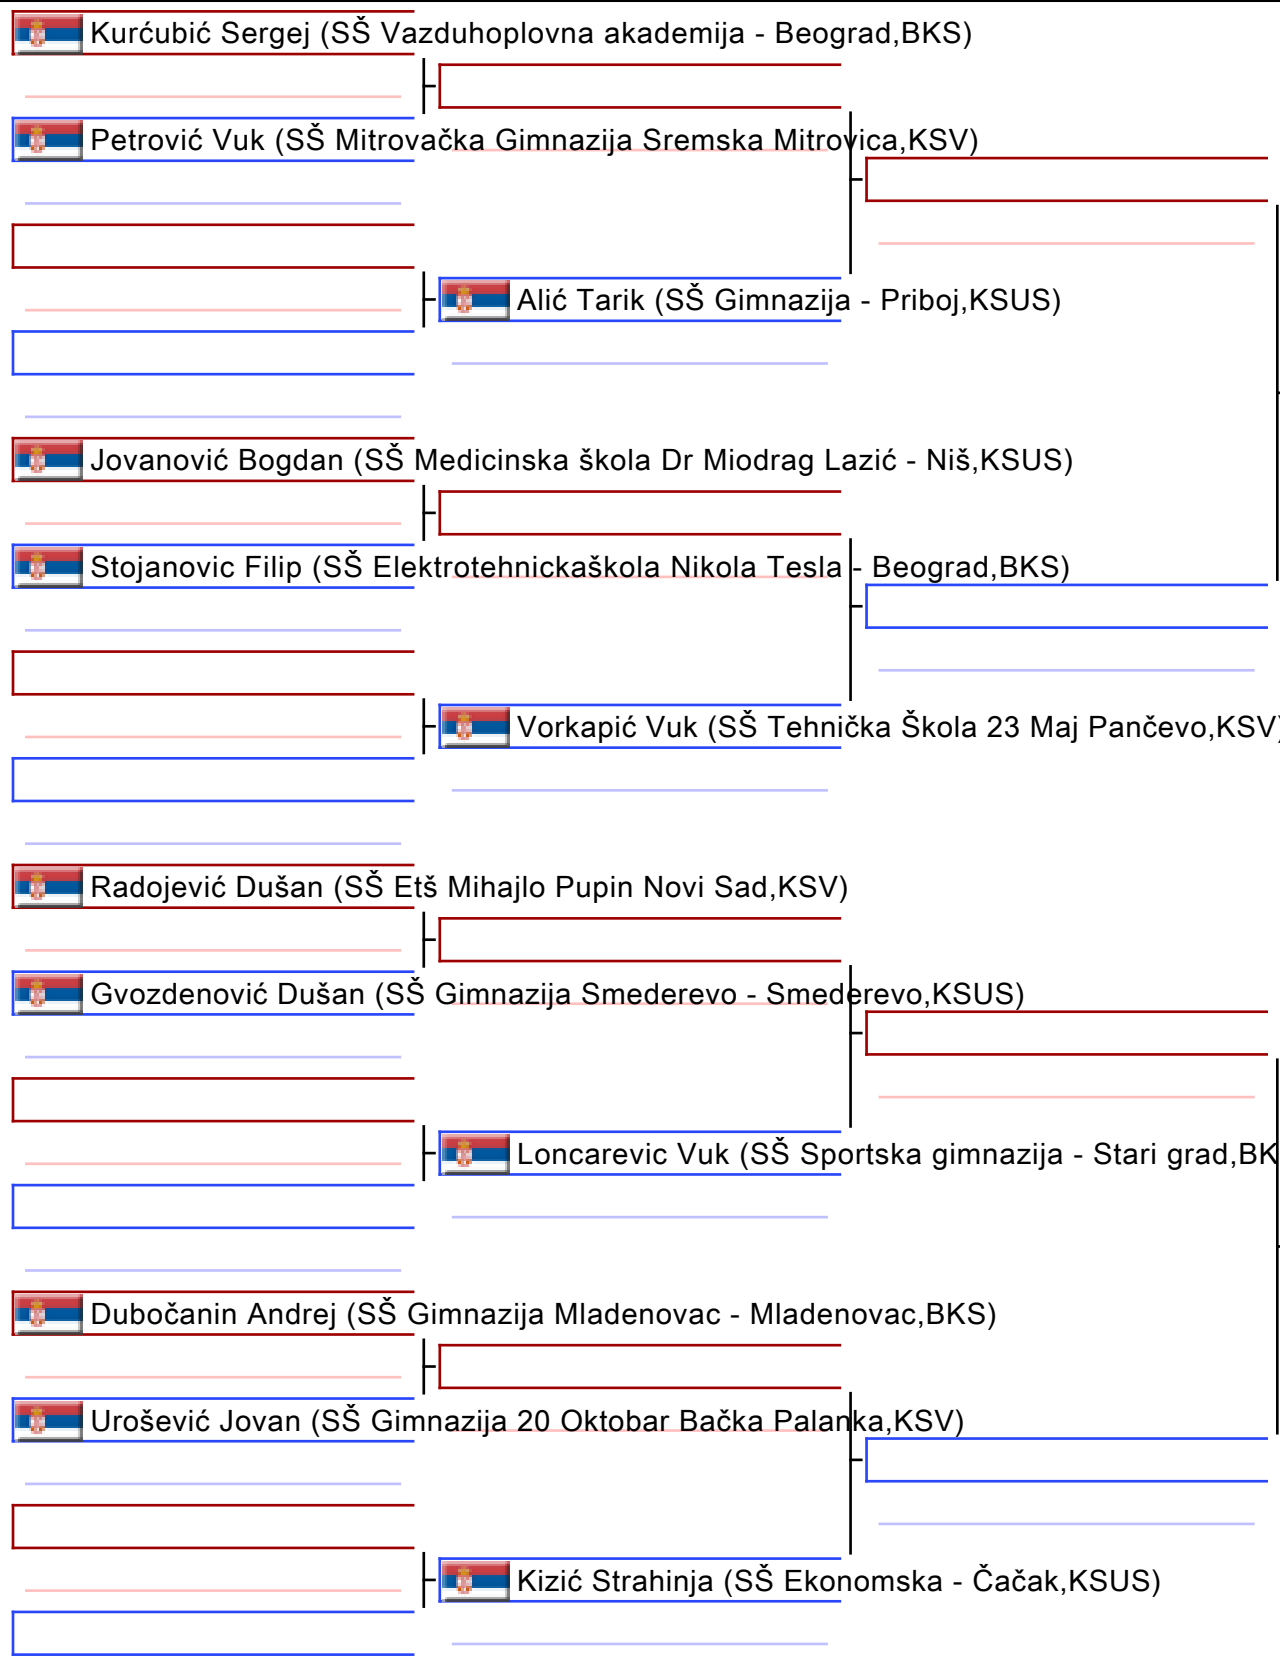 Kurćubić Sergej (SŠ Vazduhoplovna akademija - Beograd,BKS)
Petrović Vuk (SŠ Mitrovačka Gimnazija Sremska Mitrovica,KSV)
Alić Tarik (SŠ Gimnazija - Priboj,KSUS)
Jovanović Bogdan (SŠ Medicinska škola Dr Miodrag Lazić - Niš,KSUS)
Stojanovic Filip (SŠ Elektrotehnickaškola Nikola Tesla - Beograd,BKS)
Vorkapić Vuk (SŠ Tehnička Škola 23 Maj Pančevo,KSV)
Radojević Dušan (SŠ Etš Mihajlo Pupin Novi Sad,KSV)
Gvozdenović Dušan (SŠ Gimnazija Smederevo - Smederevo,KSUS)
Loncarevic Vuk (SŠ Sportska gimnazija - Stari grad,BK
Dubočanin Andrej (SŠ Gimnazija Mladenovac - Mladenovac,BKS)
Urošević Jovan (SŠ Gimnazija 20 Oktobar Bačka Palanka,KSV)
Kizić Strahinja (SŠ Ekonomska - Čačak,KSUS)